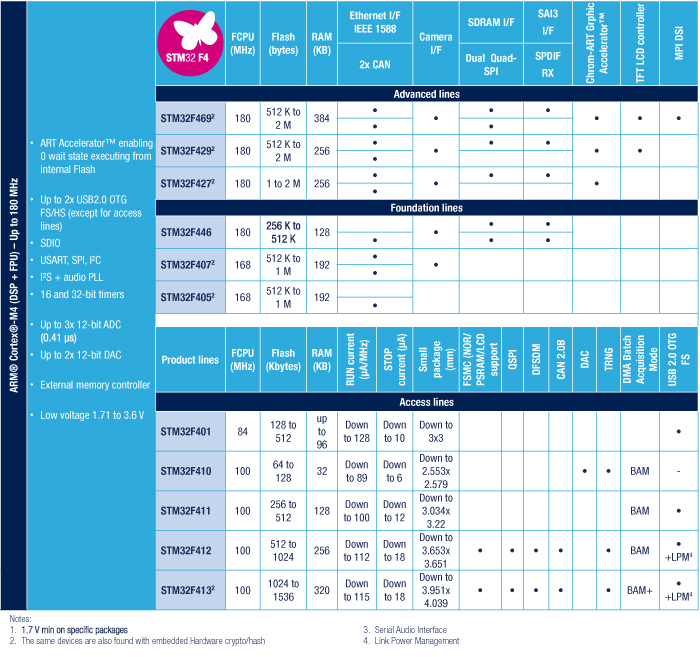 ARM® Cortex®-M4 (DSP + FPU) – Up to 180 MHz
• ART Accelerator™ enabling
0 wait state executing from
internal Flash
• Up to 2x USB2.0 OTG
FS/HS (except for access
lines)
• SDIO
• USART, SPI, I²C
• I²S + audio PLL
• 16 and 32-bit timers
• Up to 3x 12-bit ADC
(0.41 µs)
• Up to 2x 12-bit DAC
• External memory controller
• Low voltage 1.71 to 3.6 V
STM32 F4
FCPU
(MHz)
Flash
(bytes)
RAM
(KB)
Ethernet I/F
IEEE 1588
2x CAN
Camera
I/F
SDRAM I/F
Dual Quad-
SPI
SAI3
I/F
SPDIF
RX
Chrom-ART Grphic
Accelerator™
TFT LCD controller
MPI DSI
Advanced lines
STM32F469² 180 512 K to
2 M 384 • • • • • • • •
STM32F429² 180 512 K to
2 M 256 • • • • • • • •
STM32F427² 180 1 to 2 M 256 • • • • • • •
Foundation lines
STM32F446 180 256 K to
512 K 128 • • • • • •
STM32F407² 168 512 K to
1 M 192 • • •
STM32F405² 168 512 K to
1 M 192 •
Product lines
FCPU
(MHz)
Flash
(Kbytes)
RAM
(KB)
RUN current
(µA/MHz)
STOP
current (µA)
Small
package
(mm)
FSMC (NOR/
PSRAM/LCD
support
QSPI
DFSDM
CAN 2.0B
DAC
TRNG
DMA Batch
Acquisition
Mode
USB 2.0 OTG
FS
Access lines
STM32F401 84 128 to
512 up
to
96 Down
to 128 Down
to 10 Down to
3x3 •
STM32F410 100 64 to
128 32 Down
to 89 Down
to 6 Down to
2.553x
2.579 • • BAM -
STM32F411 100 256 to
512 128 Down
to 100 Down
to 12 Down to
3.034x
3.22 BAM •
STM32F412 100 512 to
1024 256 Down
to 112 Down
to 18 Down to
3.653x
3.651 • • • • • BAM •
+LPM⁴
STM32F413² 100 1024 to
1536 320 Down
to 115 Down
to 18 Down to
3.951x
4.039 • • • • • • BAM+ •
+LPM⁴
Notes:
1. 1.7 V min on specific packages
2. The same devices are also found with embedded Hardware crypto/hash
3. Serial Audio Interface
4. Link Power Management